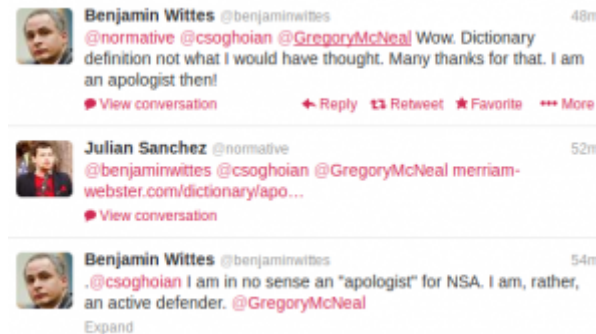 Benjamin Wittes @benjaminwittes 48m
@normative @csoghoian @GregoryMcNeal Wow. Dictionary
definition not what I would have thought. Many thanks for that. I am
an apologist then!
View conversation Reply Retweet Favorite More
Julian Sanchez @normative 52m
@benjaminwittes @csoghoian @GregoryMcNeal merriam-
webster.com/dictionary/apo…
View conversation
Benjamin Wittes @benjaminwittes 54m
.@csoghoian I am in no sense an "apologist" for NSA. I am, rather,
an active defender. @GregoryMcNeal
Expand